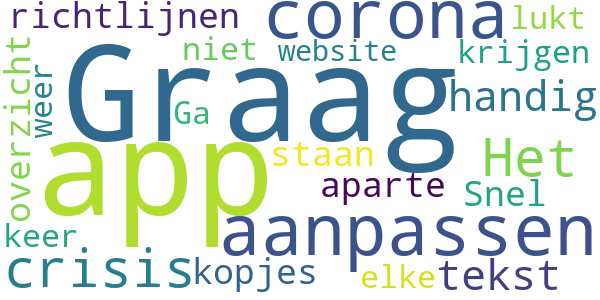 richtlijnen
corona
lukt
niet
website
krijgen
Graag
weer
overzicht
Ga
handig
app
staan
aparte
Het
Snel
keer
aanpassen
crisis
kopjes
elke
tekst